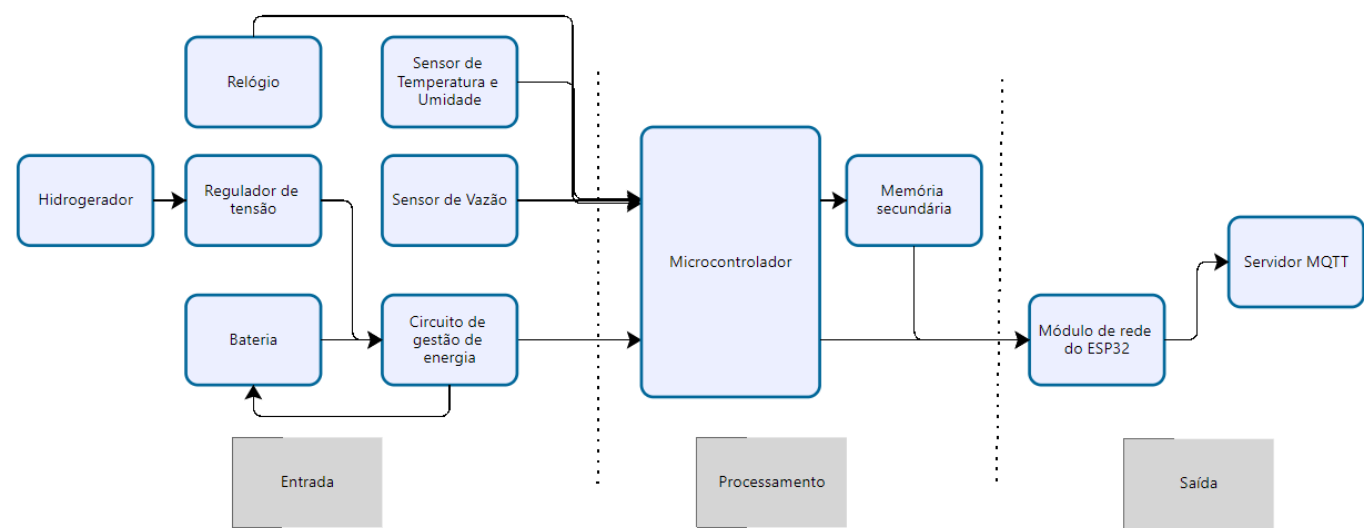 Relógio
Sensor de
Temperatura e
Umidade
Hidrogerador
Regulador de
tensão
Sensor de Vazão
Microcontrolador
Memória
secundária
Servidor MQTT
Bateria
Circuito de
gestão de
energia
Módulo de rede
do ESP32
Entrada
Processamento
Saída